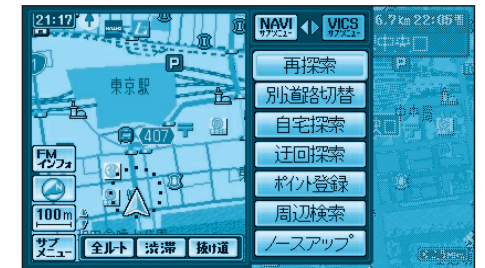 21:17
NAVI
サブメニュー
VICS
サブメニュー
6.7km 22:05
再探索
別道路切替
自宅探索
迂回探索
ポイント登録
周辺検索
ノースアップ
東京駅
P
407
FM
インフォ
100m
サブ
メニュー
全ルート
渋滞
抜け道
中央口